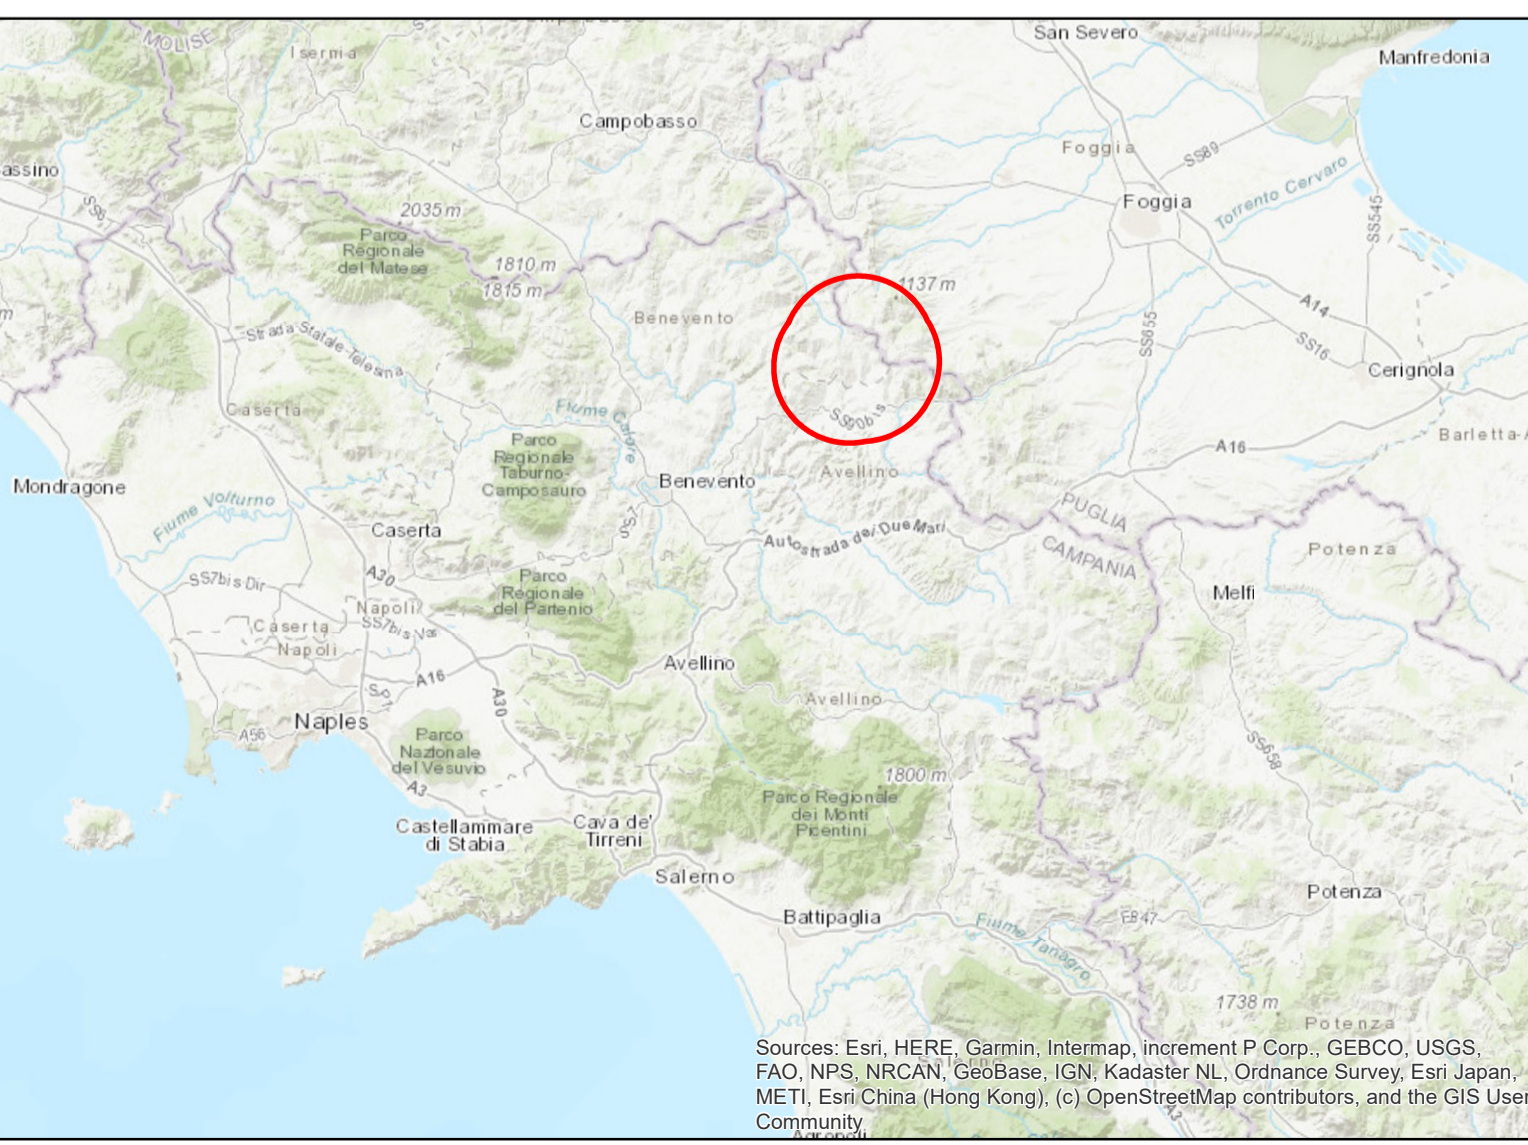 MOLISE
Isernia
San Severo
Manfredonia
Campobasso
Foggia
SS89
assino
Torrento Cervaro
Foggia
S96
2035 m
SS545
Parco
Regionale
del Matese
1810 m
1815 m
1137 m
m
Benevento
A14
SS655
SS16
Strada Statale Telesina
Cerignola
Caserta
Fiume Calore
SS90bis
Parco
Regionale
Taburno-
Camposauro
A16
Barletta-A
Avellino
Benevento
Mondragone
Fiume Volturno
PUGLIA
SS7
Caserta
Autostrada dei Due Mari
CAMPANIA
Potenza
A30
SS7bis Dir
Parco
Regionale
del Partenio
Melfi
Napoli
SS7bis Var
Caserta
Napoli
Avellino
A16
SP1
A30
Avellino
Naples
A56
Parco
Nazionale
del Vesuvio
SS658
1800 m
A3
Parco Regionale
dei Monti
Picentini
Castellammare
di Stabia
Cava de'
Tirreni
Salerno
Potenza
Battipaglia
E847
Fiume Tanagro
1738 m
Potenza
Salerno
Sources: Esri, HERE, Garmin, Intermap, increment P Corp., GEBCO, USGS,
FAO, NPS, NRCAN, GeoBase, IGN, Kadaster NL, Ordnance Survey, Esri Japan,
METI, Esri China (Hong Kong), (c) OpenStreetMap contributors, and the GIS User
Community
A3
Agropoli